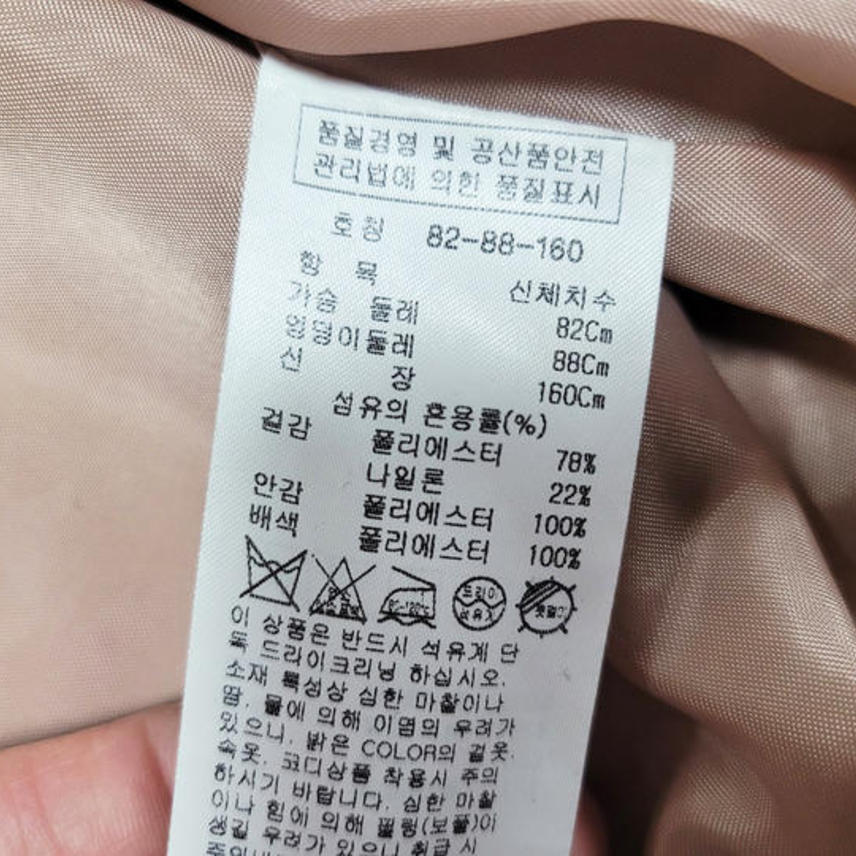 품질경영 및 공산품안전
관리법에 의한 품질표시
호칭 82-88-160
항 목 신체치수
가슴 둘레 82Cm
엉덩이둘레 88Cm
신 장 160Cm
섬유의 혼용률(%)
겉감 폴리에스터 78%
나일론 22%
안감 폴리에스터 100%
배색 폴리에스터 100%
드라이
석유계
옷걸이
이 상품은 반드시 석유계 단
독 드라이크리닝 하십시오.
소재 특성상 심한 마찰이나
땀, 물에 의해 이염의 우려가
있으니, 밝은 COLOR의 겉옷,
속옷, 코디상품 착용시 주의
하시기 바랍니다. 심한 마찰
이나 힘에 의해 필링(보풀)이
생길 우려가 있으니 취급 시